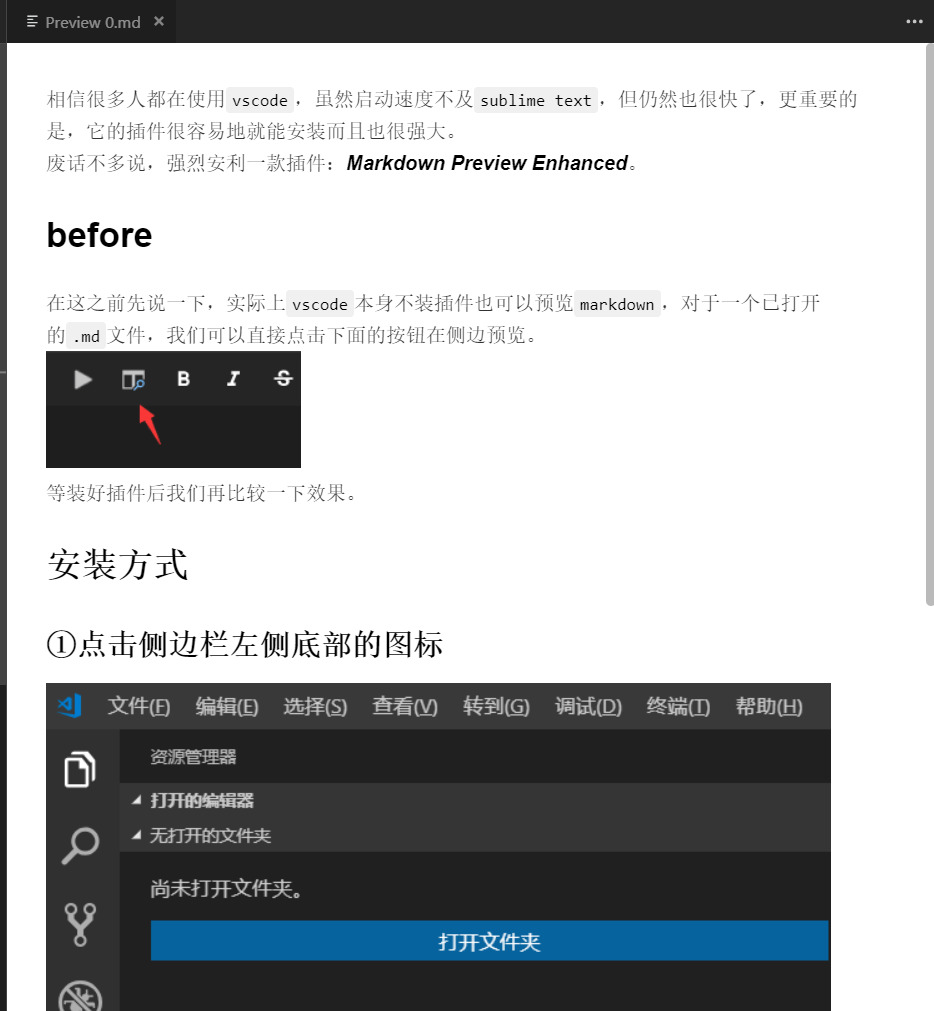 Preview 0.md
相信很多人都在使用vscode，虽然启动速度不及sublime text，但仍然也很快了，更重要的
是，它的插件很容易地就能安装而且也很强大。
废话不多说，强烈安利一款插件：Markdown Preview Enhanced。
before
在这之前先说一下，实际上vscode本身不装插件也可以预览markdown，对于一个已打开
的.md文件，我们可以直接点击下面的按钮在侧边预览。
B I S
等装好插件后我们再比较一下效果。
安装方式
①点击侧边栏左侧底部的图标
文件(F) 编辑(E) 选择(S) 查看(V) 转到(G) 调试(D) 终端(T) 帮助(H)
资源管理器
打开的编辑器
无打开的文件夹
尚未打开文件夹。
打开文件夹